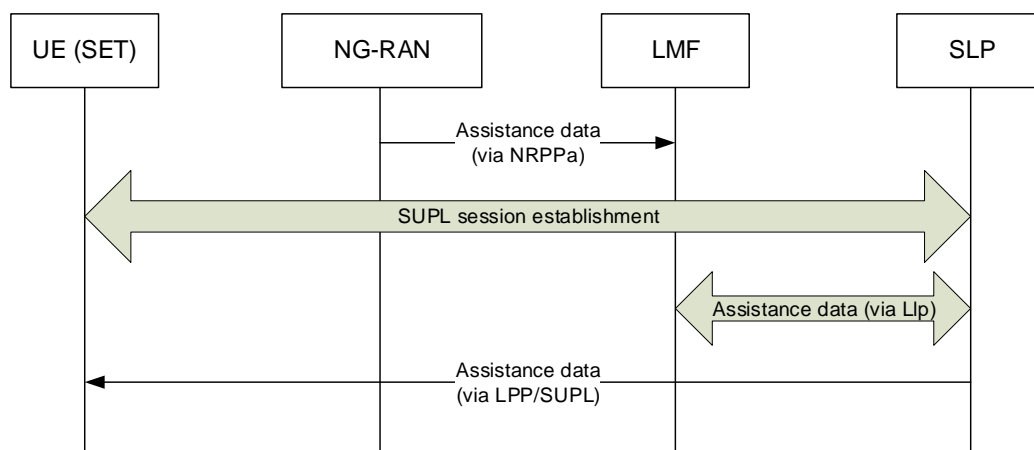 UE (SET)
NG-RAN
LMF
SLP
Assistance data
(via NRPPa)
SUPL session establishment
Assistance data (via Llp)
Assistance data
(via LPP/SUPL)